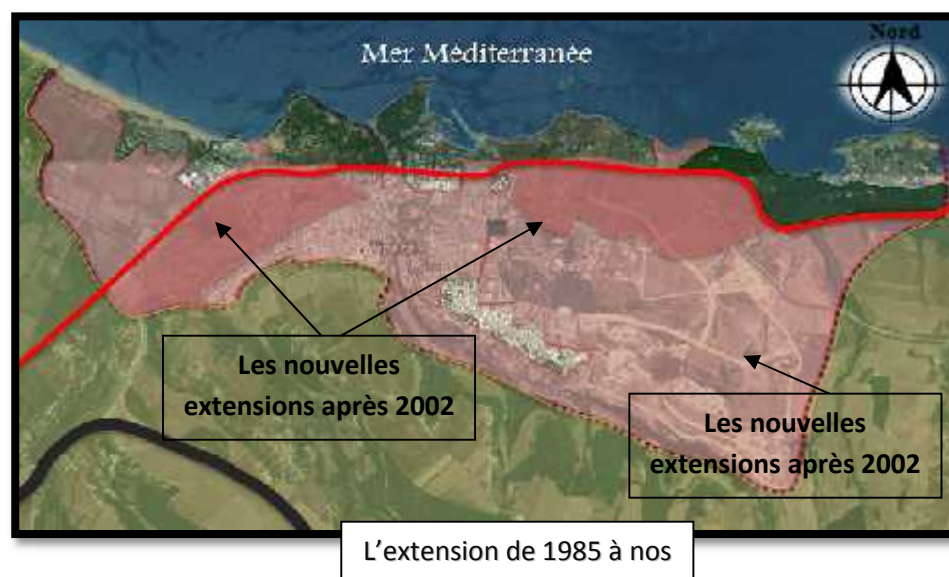 Nord
Mer Méditerranée
Les nouvelles
extensions après 2002
Les nouvelles
extensions après 2002
L'extension de 1985 à nos